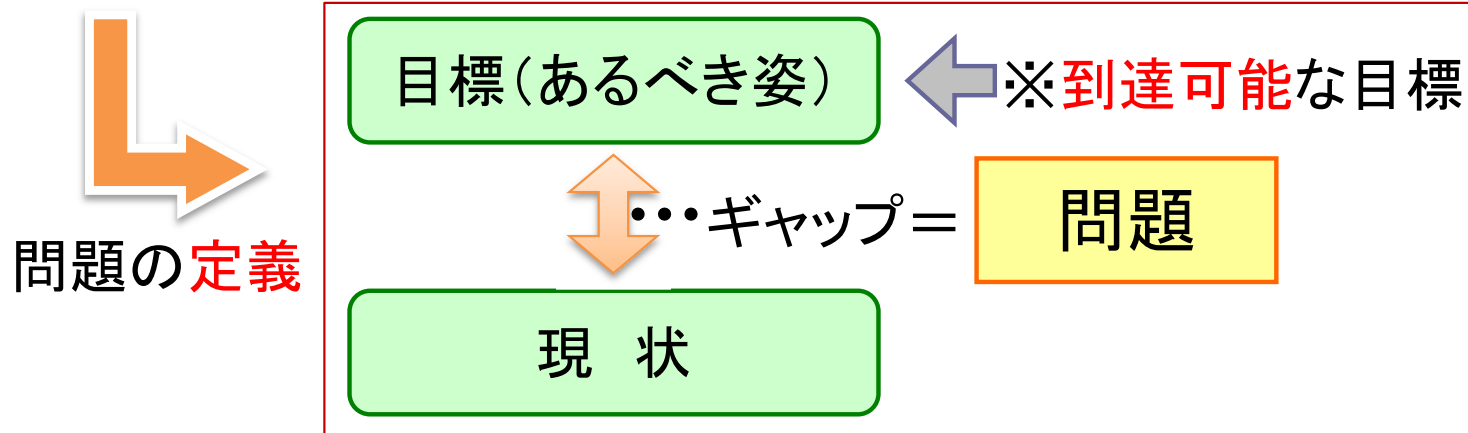 目標(あるべき姿)
※到達可能な目標
…ギャップ=
問題
問題の定義
現 状